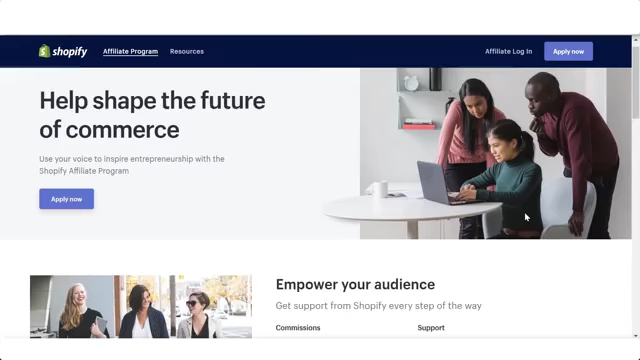 shopify
Affiliate Program
Resources
Affiliate Log In
Apply now
Help shape the future
of commerce
Use your voice to inspire entrepreneurship with the
Shopify Affiliate Program
Apply now
Empower your audience
Get support from Shopify every step of the way
Commissions
Support